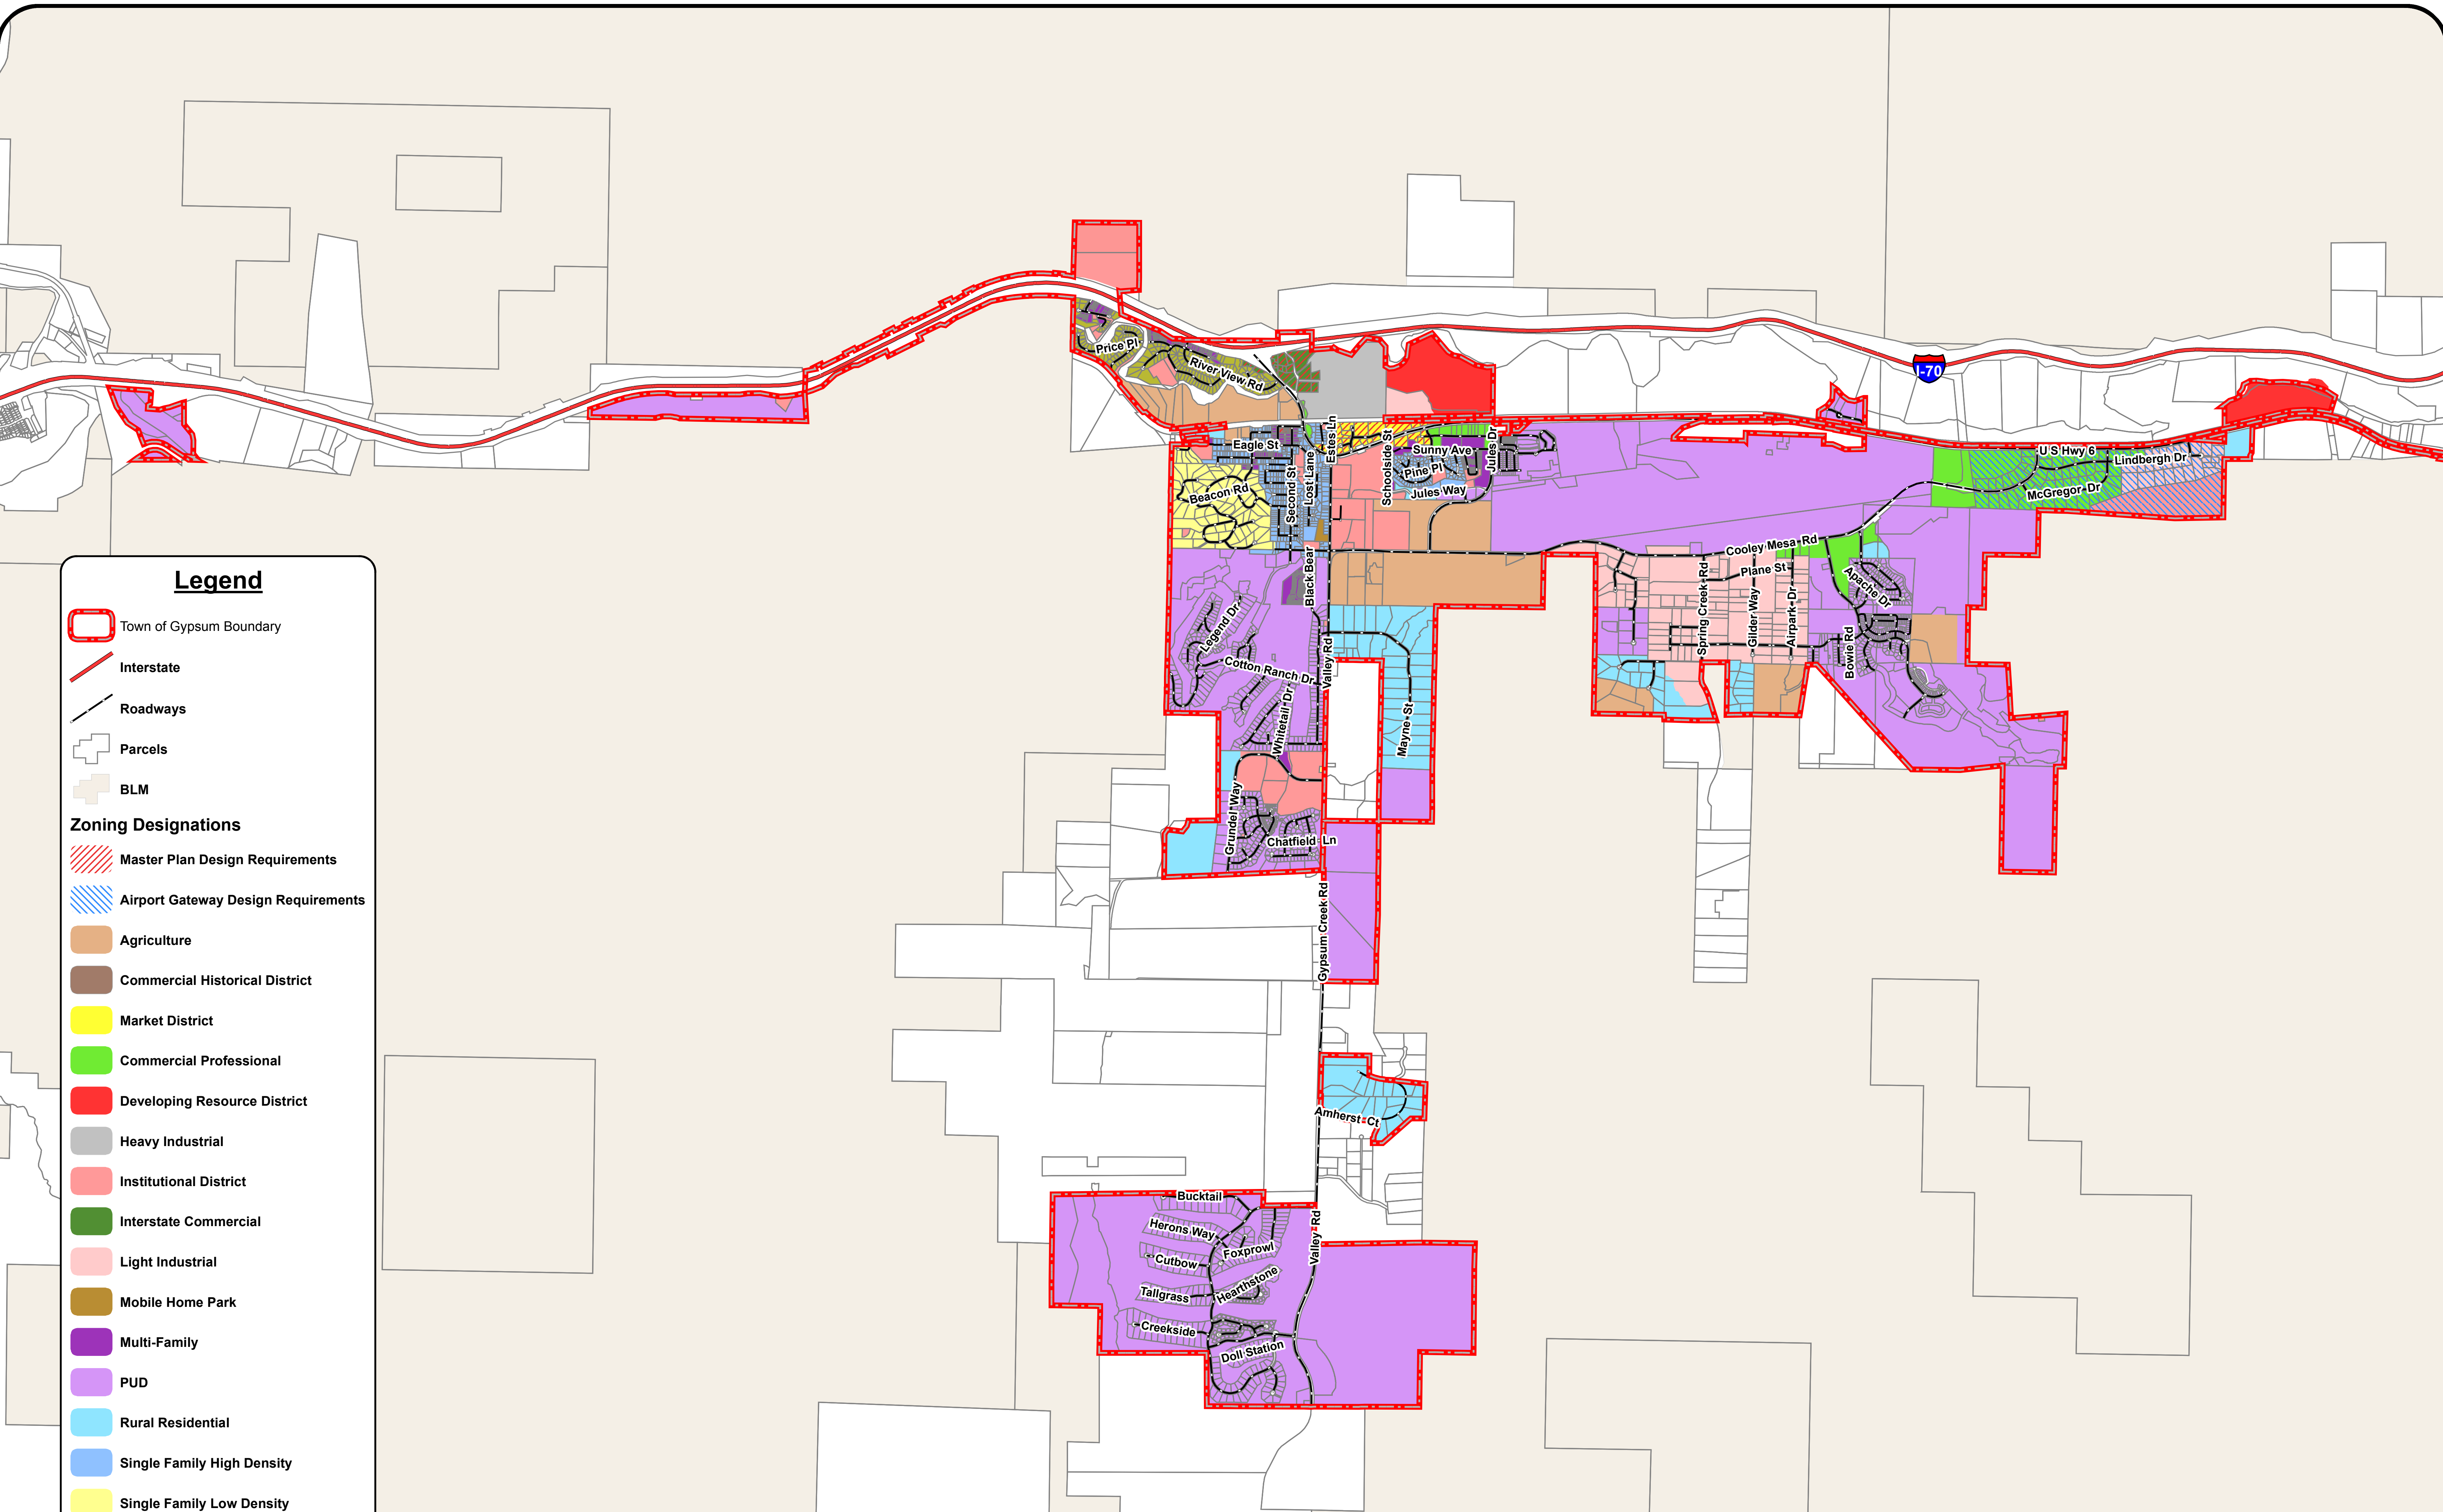 I-70
Price Pl
River View Rd
Eagle St
Estes Ln
Schoolside St
Sunny Ave
Jules Dr
Pine Pl
Jules Way
Beacon Rd
Second St
Lost Lane
U S Hwy 6
Lindbergh Dr
McGregor Dr
Cooley Mesa Rd
Plane St
Apache Dr
Spring Creek Rd
Gilder Way
Airpark Dr
Bowie Rd
Black Bear
Legend Dr
Valley Rd
Cotton Ranch Dr
Whitetail Dr
Mayne St
Grundel Way
Chatfield Ln
Gypsum Creek Rd
Amherst Ct
Bucktail
Herons Way
Foxprowl
Valley Rd
Cutbow
Hearthstone
Tallgrass
Creekside
Doll Station
Legend
Town of Gypsum Boundary
Interstate
Roadways
Parcels
BLM
Zoning Designations
Master Plan Design Requirements
Airport Gateway Design Requirements
Agriculture
Commercial Historical District
Market District
Commercial Professional
Developing Resource District
Heavy Industrial
Institutional District
Interstate Commercial
Light Industrial
Mobile Home Park
Multi-Family
PUD
Rural Residential
Single Family High Density
Single Family Low Density